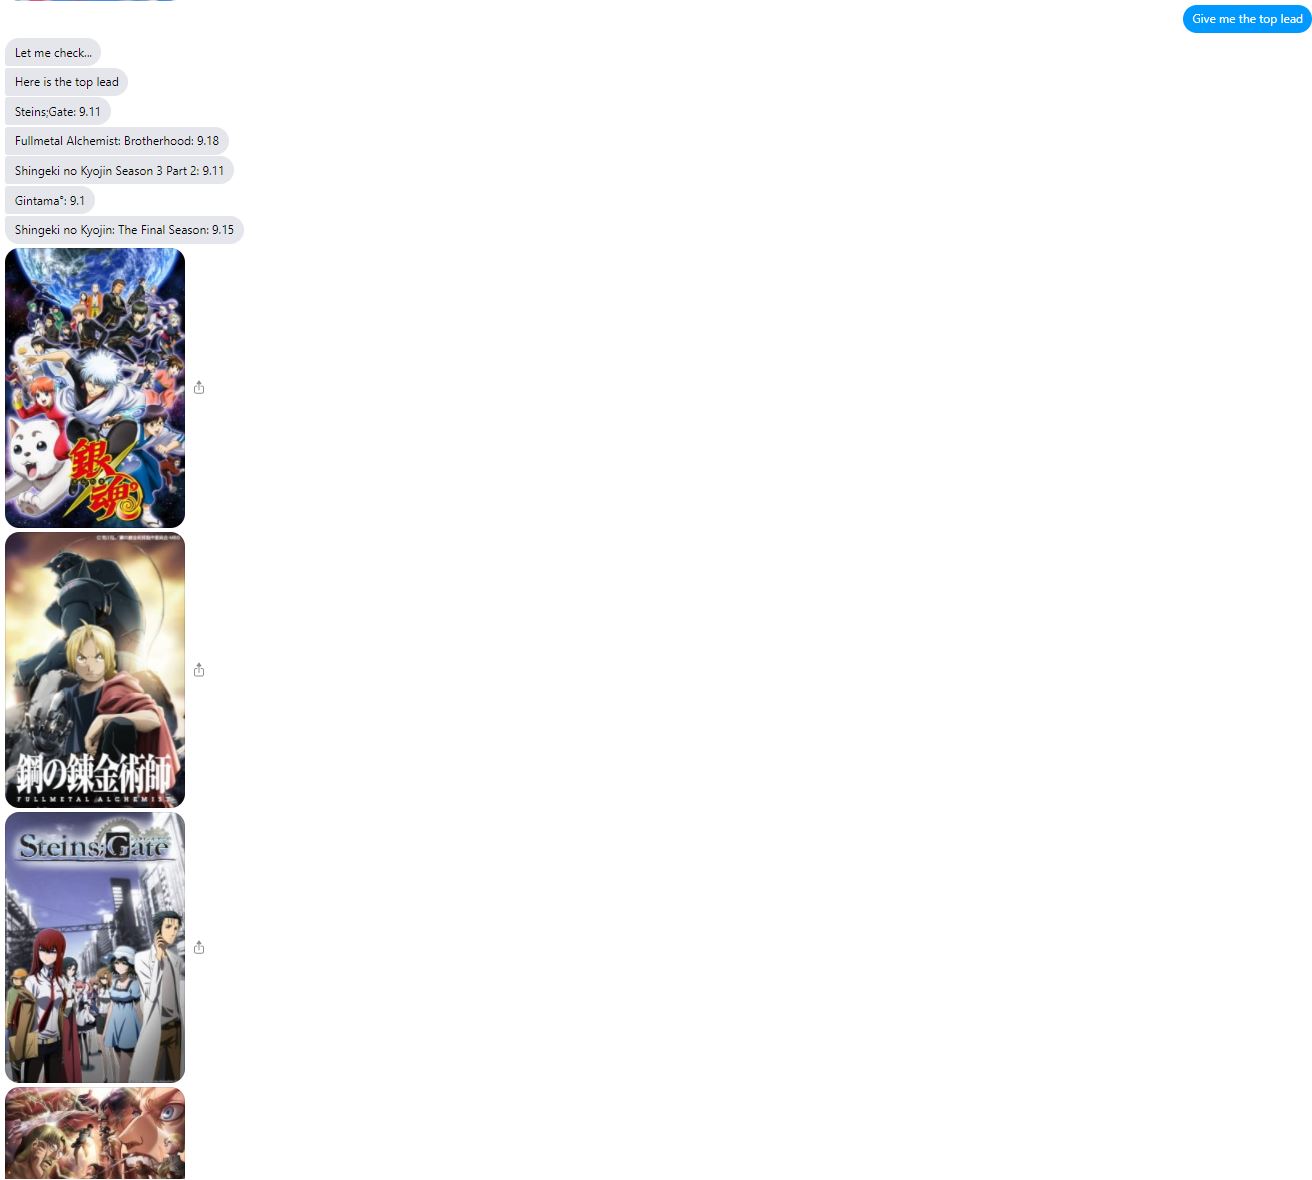 Give me the top lead
Let me check...
Here is the top lead
Steins;Gate: 9.11
Fullmetal Alchemist: Brotherhood: 9.18
Shingeki no Kyojin Season 3 Part 2: 9.11
Gintama°: 9.1
Shingeki no Kyojin: The Final Season: 9.15
銀
魂°
鋼の錬金術師
FULLMETAL ALCHEMIST
Steins;Gate